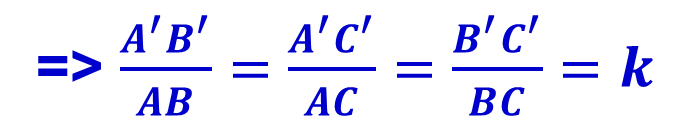 => A'B'/AB = A'C'/AC = B'C'/BC = k